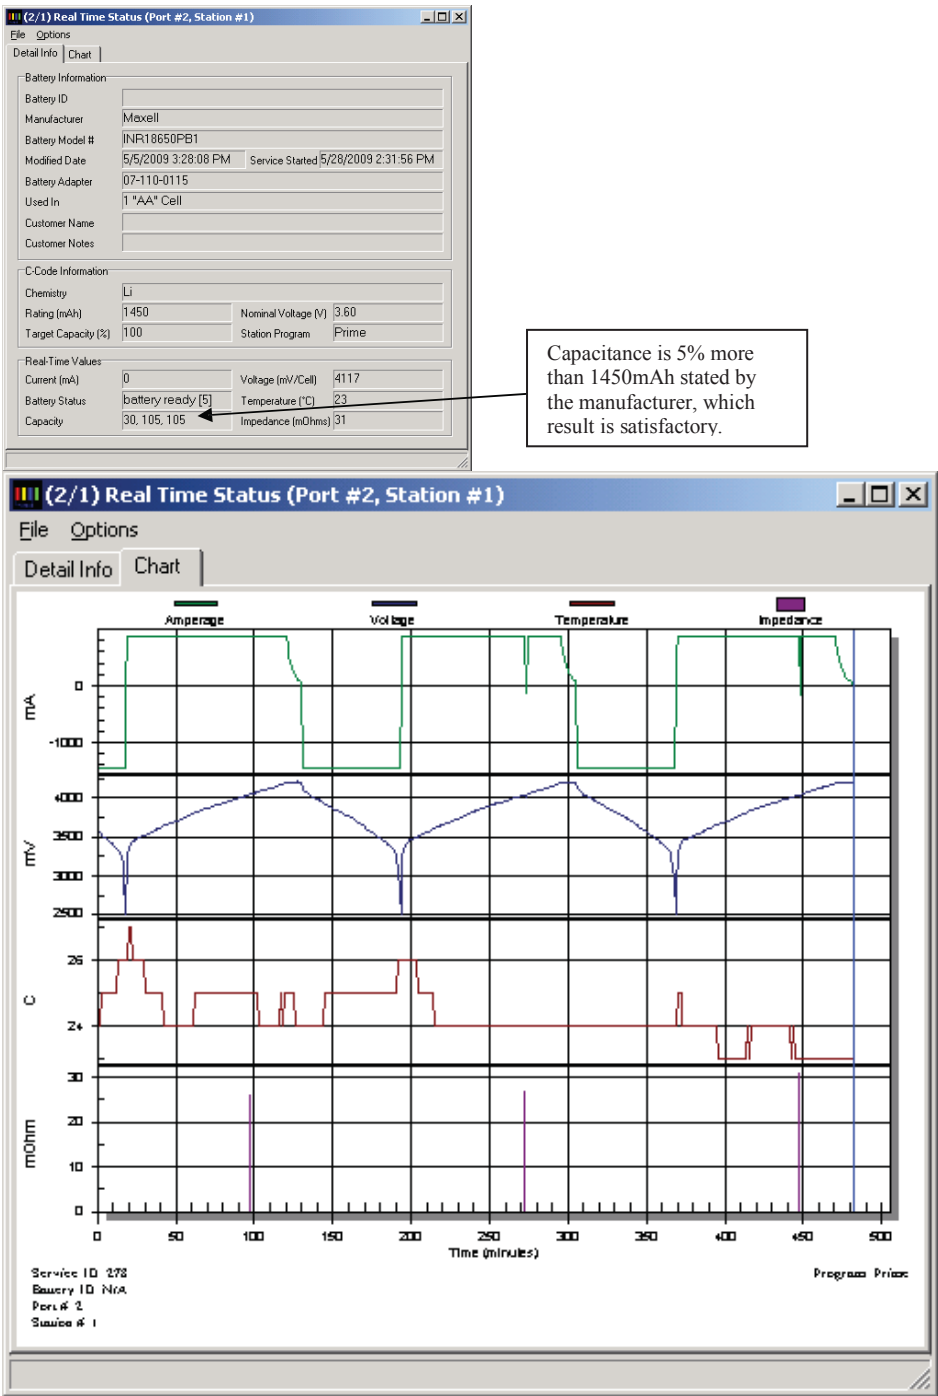 (2/1) Real Time Status (Port #2, Station #1)
File Options
Detail Info Chart
Battery Information
Battery ID
Manufacturer Maxell
Battery Model # INR18650PB1
Modified Date 5/5/2009 3:28:08 PM Service Started 5/28/2009 2:31:56 PM
Battery Adapter 07-110-0115
Used In 1 "AA" Cell
Customer Name
Customer Notes
C-Code Information
Chemistry Li
Rating (mAh) 1450 Nominal Voltage (V) 3.60
Target Capacity (%) 100 Station Program Prime
Real-Time Values
Current (mA) 0 Voltage (mV/Cell) 4117
Battery Status battery ready [5] Temperature (°C) 23
Capacity 30, 105, 105 Impedance (mOhms) 31
Capacitance is 5% more
than 1450mAh stated by
the manufacturer, which
result is satisfactory.
(2/1) Real Time Status (Port #2, Station #1)
File Options
Detail Info Chart
Amperage Voltage Temperature Impedance
mA
0
-1000
mV
4000
3500
3000
2500
C
26
24
mOhm
30
20
10
0
0 50 100 150 200 250 300 350 400 450 500
Time (minutes)
Service ID 278 Program Prime
Battery ID N/A
Port # 2
Station # 1